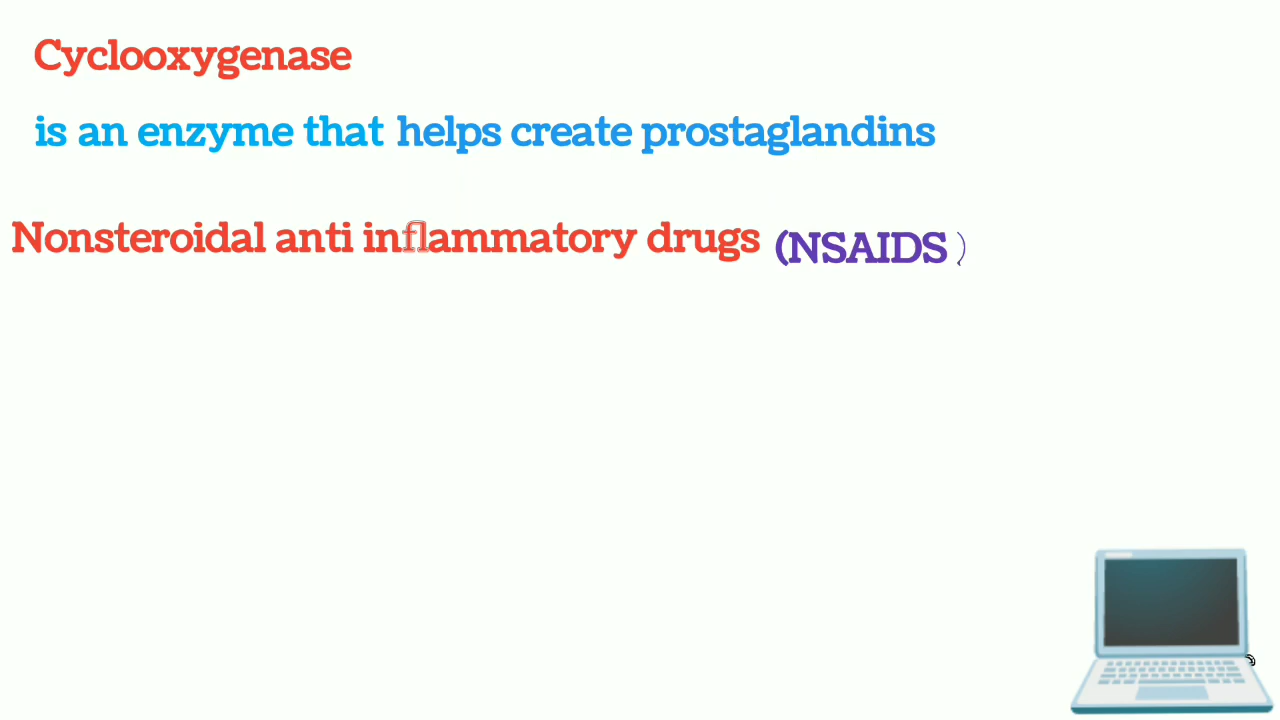 Cyclooxygenase
is an enzyme that helps create prostaglandins
Nonsteroidal anti inflammatory drugs (NSAIDS )